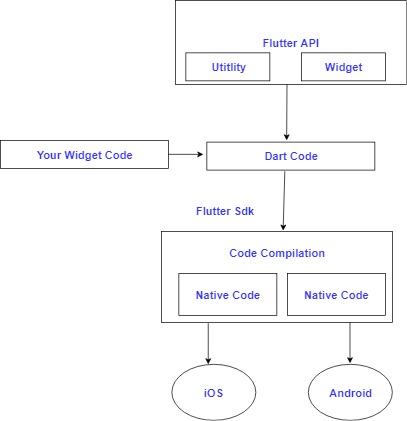 Flutter API
Utitlity
Widget
Your Widget Code
Dart Code
Flutter Sdk
Code Compilation
Native Code
Native Code
iOS
Android